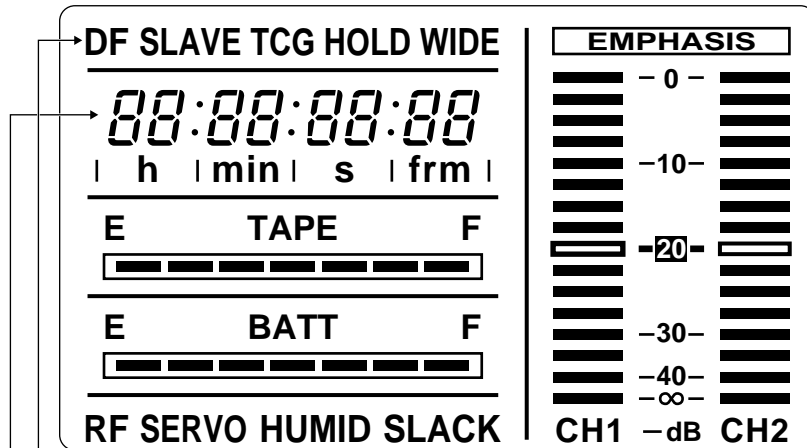 DF SLAVE TCG HOLD WIDE
88:88:88:88
h min s frm
E TAPE F
E BATT F
RF SERVO HUMID SLACK
EMPHASIS
0
-10-
-20-
-30-
-40-
-∞-
CH1 -dB CH2